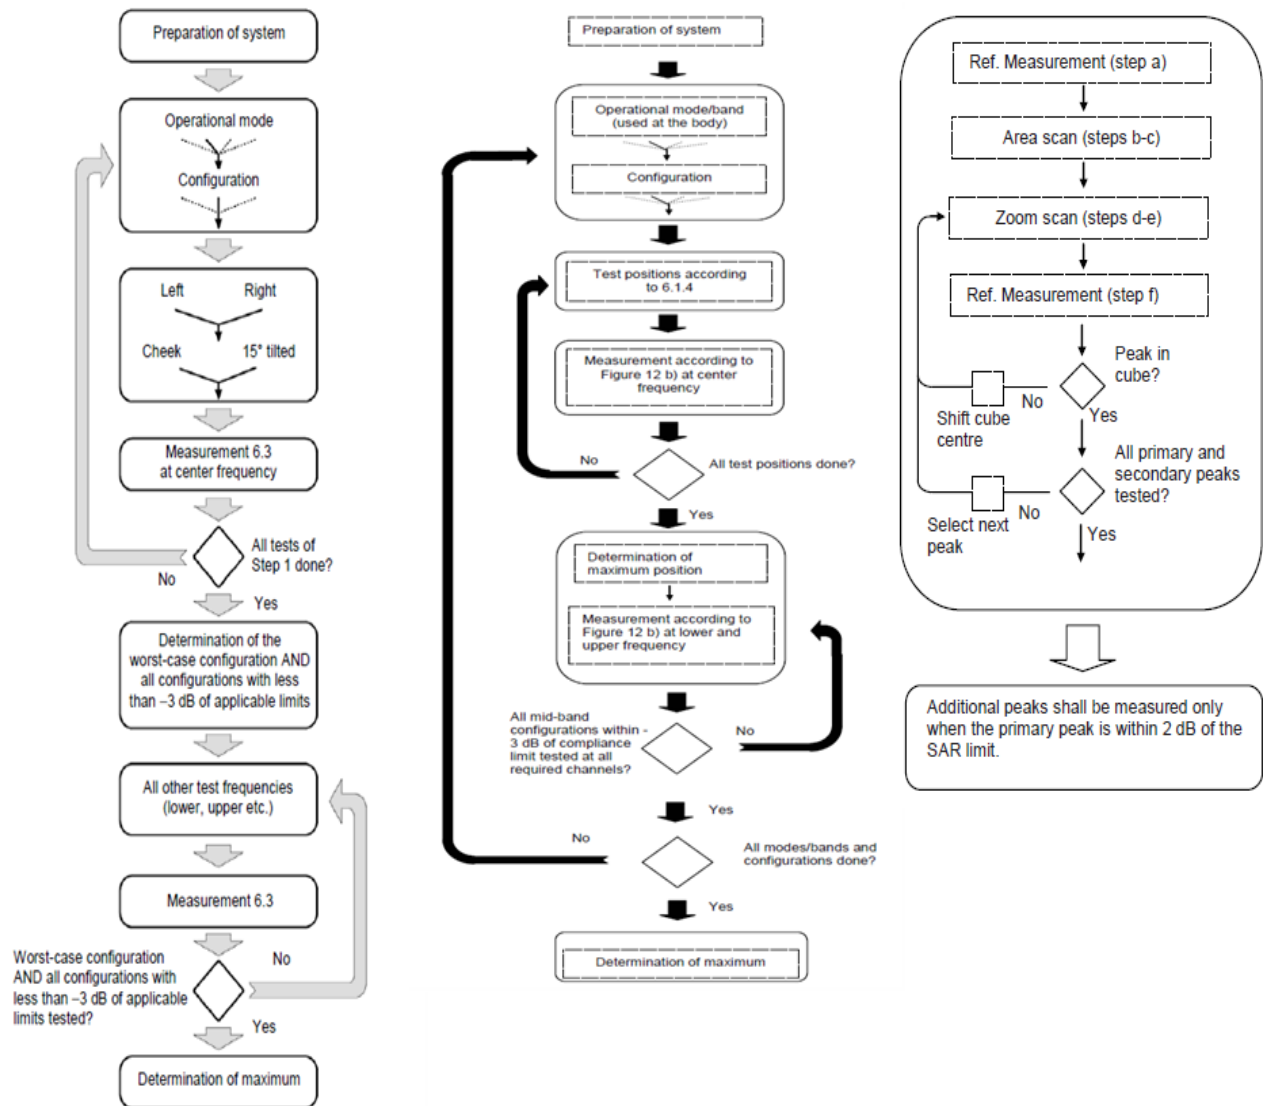 Preparation of system
Operational mode
Configuration
Left Right
Cheek 15° tilted
Measurement 6.3
at center frequency
All tests of
Step 1 done?
No
Yes
Determination of the
worst-case configuration AND
all configurations with less
than –3 dB of applicable limits
All other test frequencies
(lower, upper etc.)
Measurement 6.3
Worst-case configuration
AND all configurations with
less than –3 dB of applicable
limits tested?
No
Yes
Determination of maximum
Preparation of system
Operational mode/band
(used at the body)
Configuration
Test positions according
to 6.1.4
Measurement according to
Figure 12 b) at center
frequency
No
All test positions done?
Yes
Determination of
maximum position
Measurement according to
Figure 12 b) at lower and
upper frequency
All mid-band
configurations within -
3 dB of compliance
limit tested at all
required channels?
No
Yes
No
All modes/bands and
configurations done?
Yes
Determination of maximum
Ref. Measurement (step a)
Area scan (steps b-c)
Zoom scan (steps d-e)
Ref. Measurement (step f)
Peak in
cube?
No
Shift cube
centre
Yes
All primary and
secondary peaks
tested?
No
Select next
peak
Yes
Additional peaks shall be measured only
when the primary peak is within 2 dB of the
SAR limit.